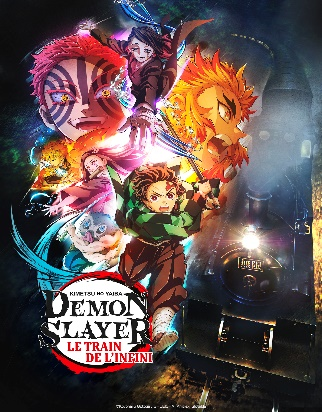 KIMETSU NO YAIBA
DEMON
SLAYER
LE TRAIN
DE L'INFINI